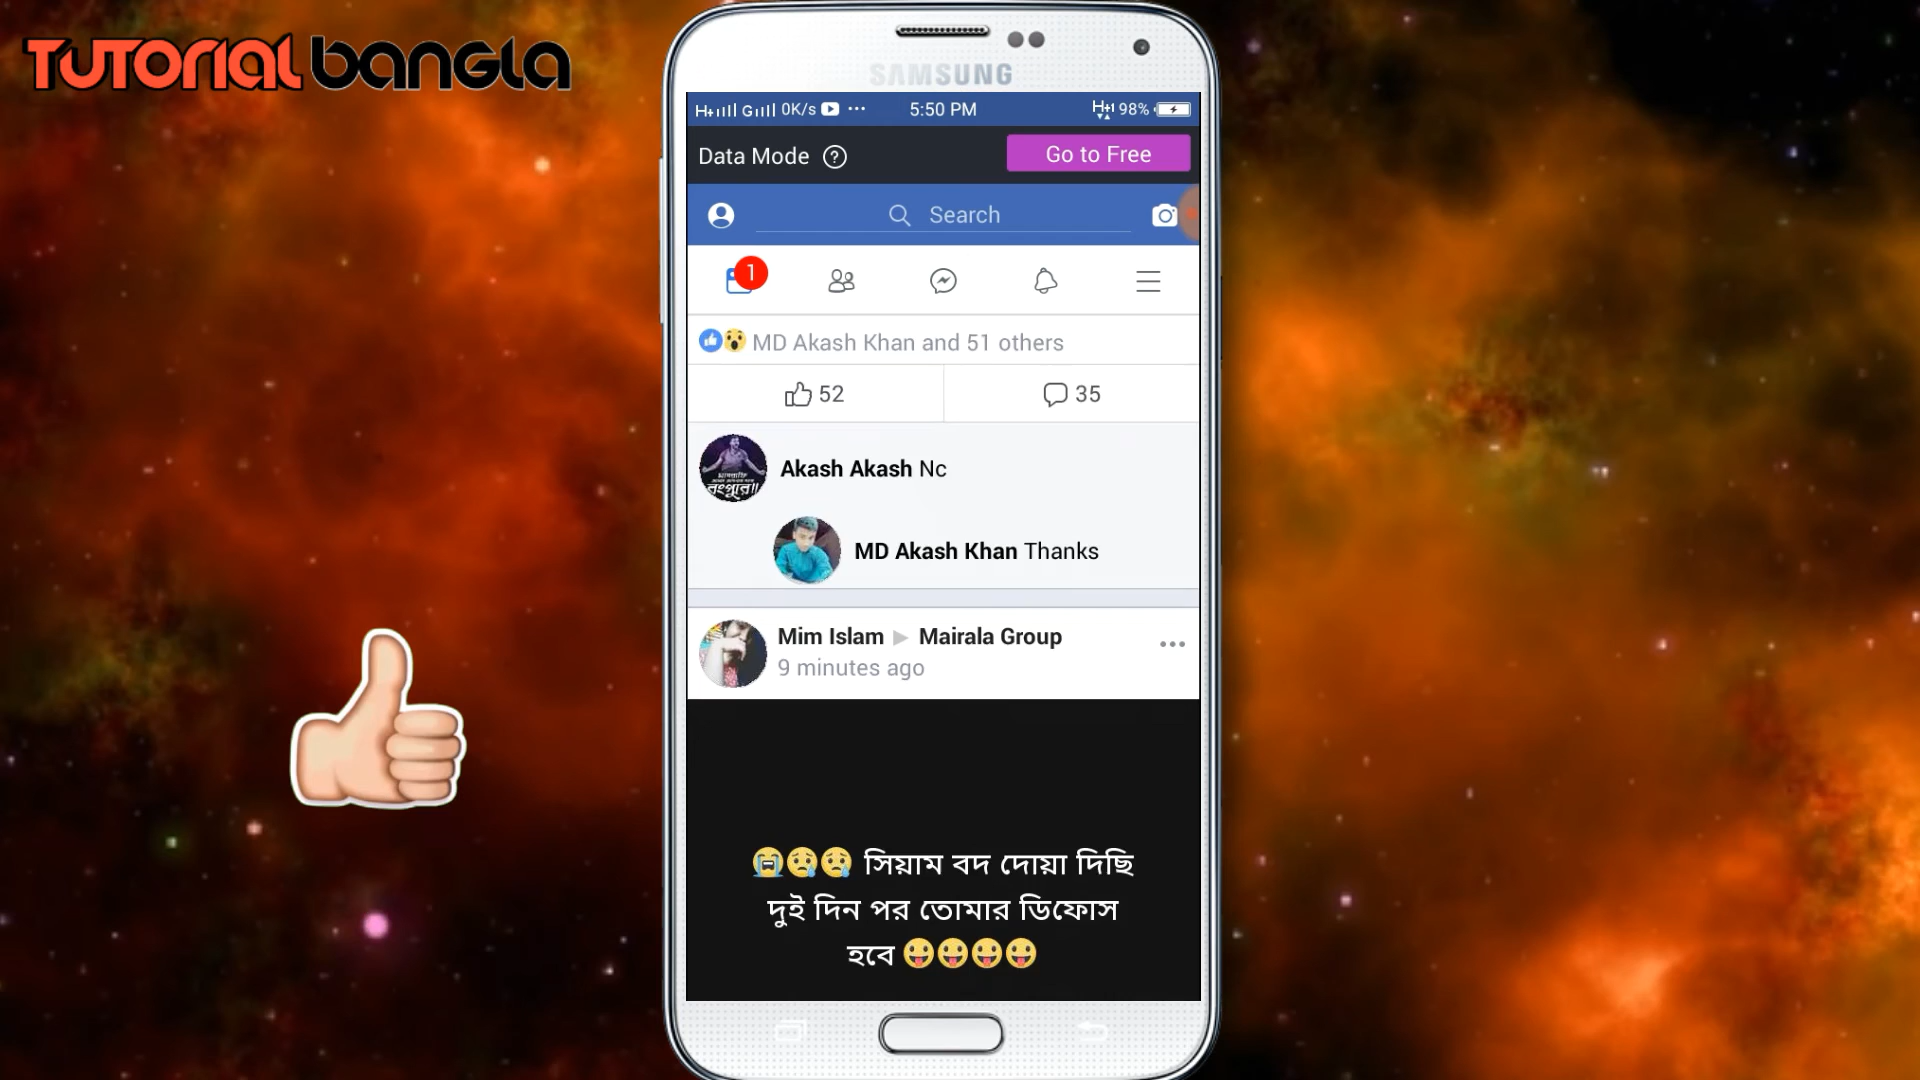 TUTORIAL BANGLA
SAMSUNG
H+ G 0K/s ••• 5:50 PM H+1 98%
Data Mode ? Go to Free
Search
1
MD Akash Khan and 51 others
52 35
রংপুর!!
Akash Akash Nc
MD Akash Khan Thanks
Mim Islam ▶ Mairala Group •••
9 minutes ago
😭😢😢 সিয়াম বদ দোয়া দিছি
দুই দিন পর তোমার ডিফোস
হবে 😛😛😛😛